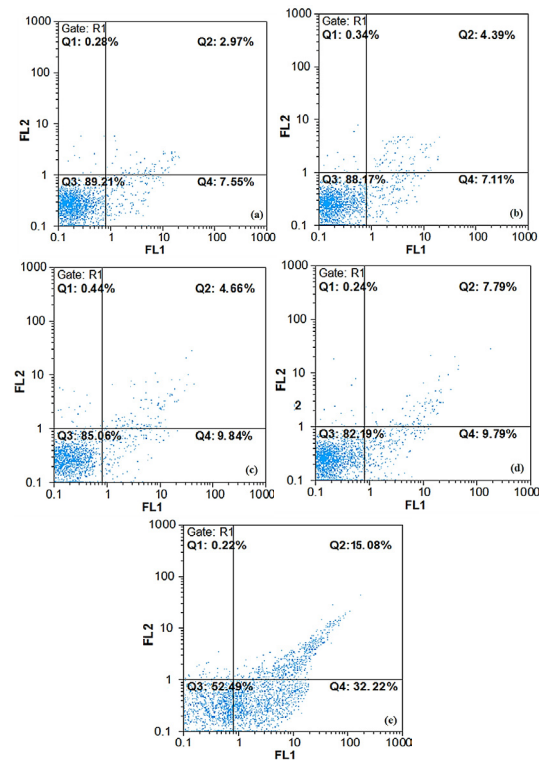 Gate: R1
Q1: 0.28% Q2: 2.97%
1000
100
10
1
0.1
FL2
Q3: 89.21% Q4: 7.55%
(a)
0.1 1 10 100 1000
FL1
Gate: R1
Q1: 0.34% Q2: 4.39%
1000
100
10
1
0.1
FL2
Q3: 88.17% Q4: 7.11%
(b)
0.1 1 10 100 1000
FL1
Gate: R1
Q1: 0.44% Q2: 4.66%
1000
100
10
1
0.1
FL2
Q3: 85.06% Q4: 9.84%
(c)
0.1 1 10 100 1000
FL1
Gate: R1
Q1: 0.24% Q2: 7.79%
1000
100
10
1
0.1
FL 2
Q3: 82.19% Q4: 9.79%
(d)
0.1 1 10 100 1000
FL1
Gate: R1
Q1: 0.22% Q2:15.08%
1000
100
10
1
0.1
FL2
Q3: 52.49% Q4: 32.22%
(e)
0.1 1 10 100 1000
FL1